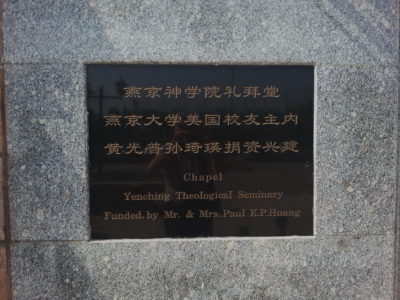 燕京神学院礼拜堂
燕京大学美国校友主内
黄光普孙琦瑛捐资兴建
Chapel
Yenching Theological Seminary
Funded by Mr. & Mrs. Paul K.P. Huang